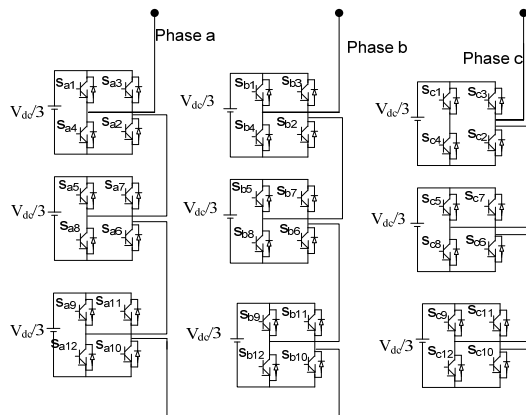 Phase a
Phase b
Phase c
Sa1 Sa3
Vdc/3
Sa4 Sa2
Sb1 Sb3
Vdc/3
Sb4 Sb2
Sc1 Sc3
Vdc/3
Sc4 Sc2
Sa5 Sa7
Vdc/3
Sa8 Sa6
Sb5 Sb7
Vdc/3
Sb8 Sb6
Sc5 Sc7
Vdc/3
Sc8 Sc6
Sa9 Sa11
Vdc/3
Sa12 Sa10
Sb9 Sb11
Vdc/3
Sb12 Sb10
Sc9 Sc11
Vdc/3
Sc12 Sc10